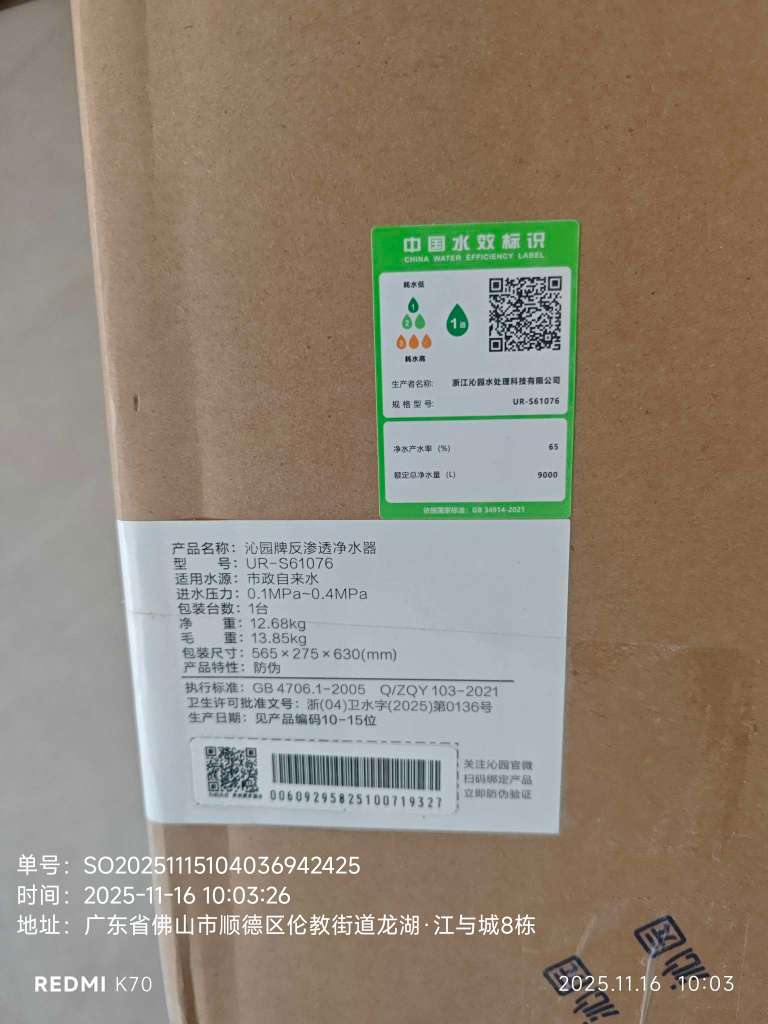 中国水效标识
CHINA WATER EFFICIENCY LABEL
耗水低
1
2
3
耗水高
1级
生产者名称: 浙江沁园水处理科技有限公司
规格型号: UR-S61076
净水产水率 (%) 65
额定总净水量 (L) 9000
依据国家标准: GB 34914-2021
产品名称: 沁园牌反渗透净水器
型 号: UR-S61076
适用水源: 市政自来水
进水压力: 0.1MPa~0.4MPa
包装台数: 1台
净 重: 12.68kg
毛 重: 13.85kg
包装尺寸: 565×275×630(mm)
产品特性: 防伪
执行标准: GB 4706.1-2005 Q/ZQY 103-2021
卫生许可批准文号: 浙(04)卫水字(2025)第0136号
生产日期: 见产品编码10-15位
00609295825100719327
关注沁园官微
扫码绑定产品
立即防伪验证
单号: SO20251115104036942425
时间: 2025-11-16 10:03:26
地址: 广东省佛山市顺德区伦教街道龙湖·江与城8栋
REDMI K70
2025.11.16 10:03
沁园
沁园